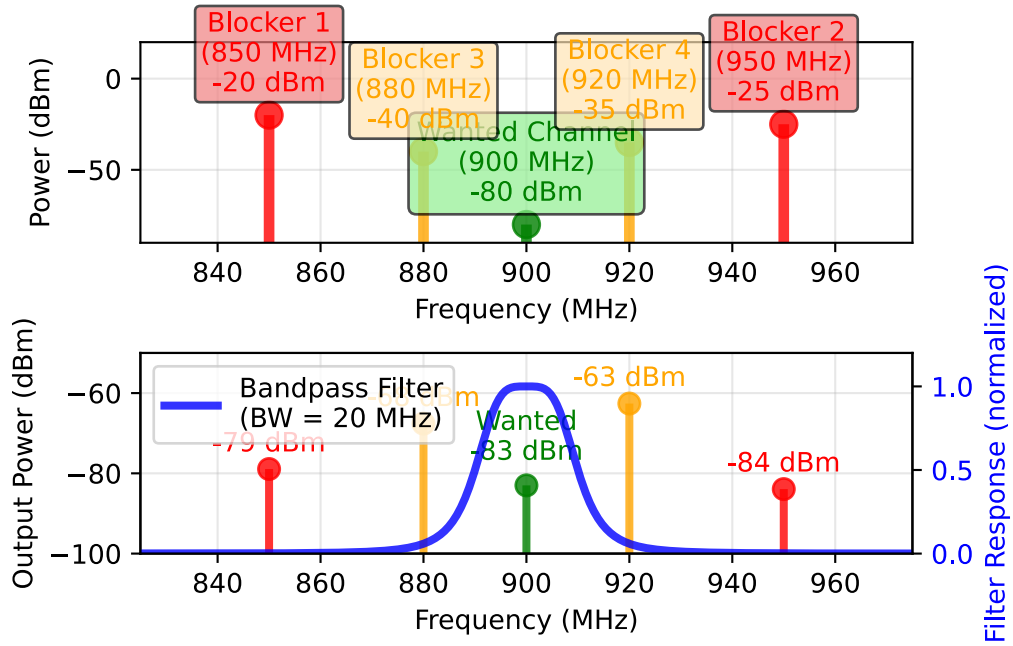 Blocker 1
(850 MHz)
-20 dBm
Blocker 3
(880 MHz)
-40 dBm
Blocker 4
(920 MHz)
-35 dBm
Blocker 2
(950 MHz)
-25 dBm
Wanted Channel
(900 MHz)
-80 dBm
Power (dBm)
0
−50
840
860
880
900
920
940
960
Frequency (MHz)
Output Power (dBm)
−60
−80
−100
Bandpass Filter
(BW = 20 MHz)
-79 dBm
dBm
Wanted
-83 dBm
-63 dBm
-84 dBm
1.0
0.5
0.0
Filter Response (normalized)
840
860
880
900
920
940
960
Frequency (MHz)